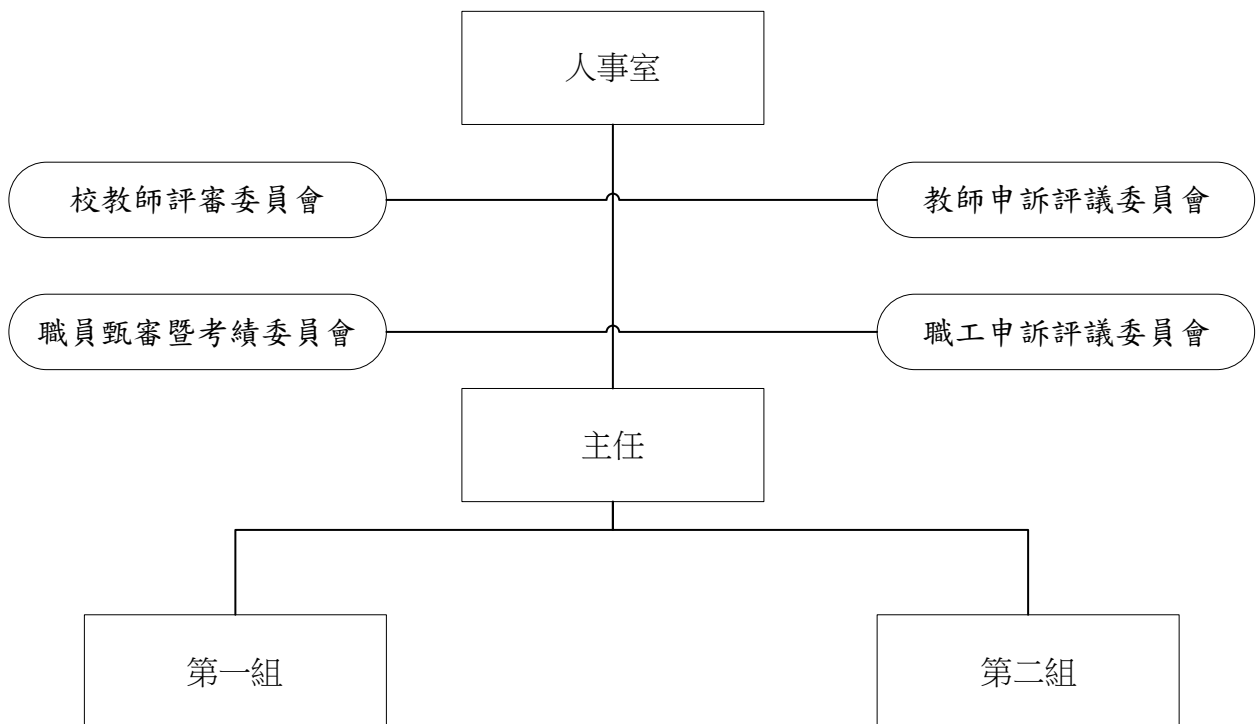 人事室
校教師評審委員會
教師申訴評議委員會
職員甄審暨考績委員會
職工申訴評議委員會
主任
第一組
第二組